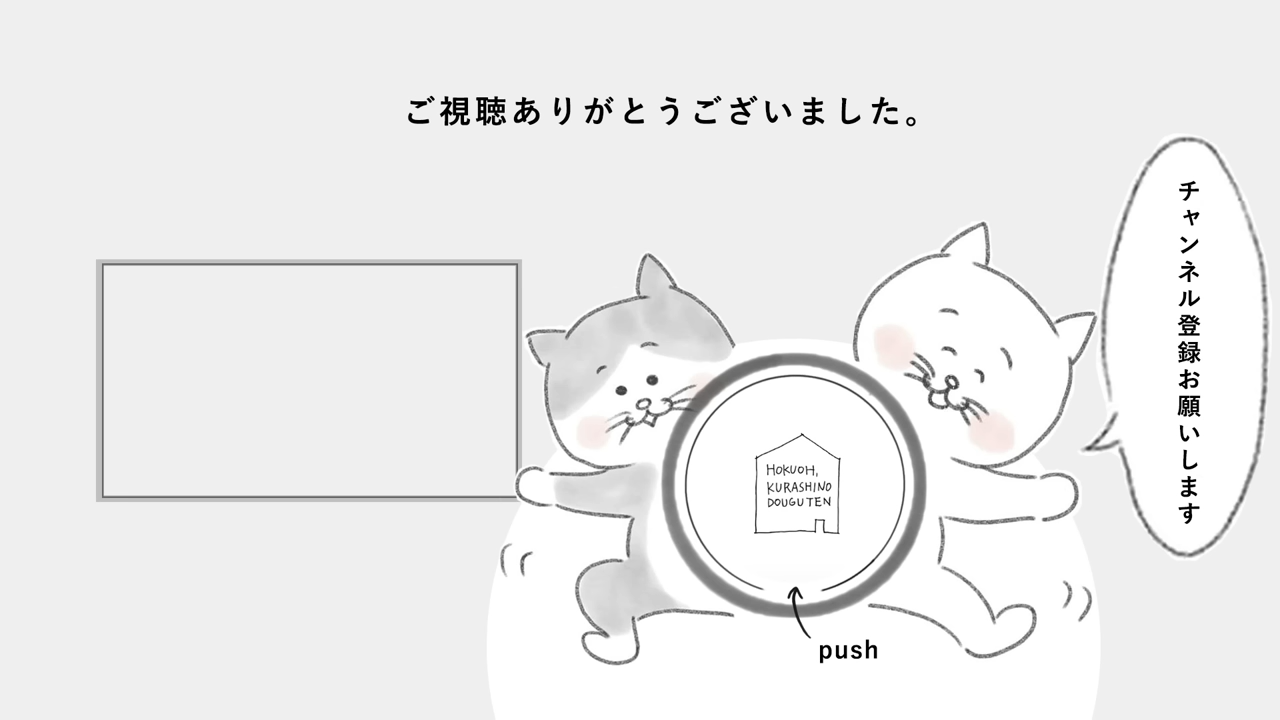 ご視聴ありがとうございました。
チャンネル登録お願いします
HOKUOH,
KURASHINO
DOUGUTEN
push